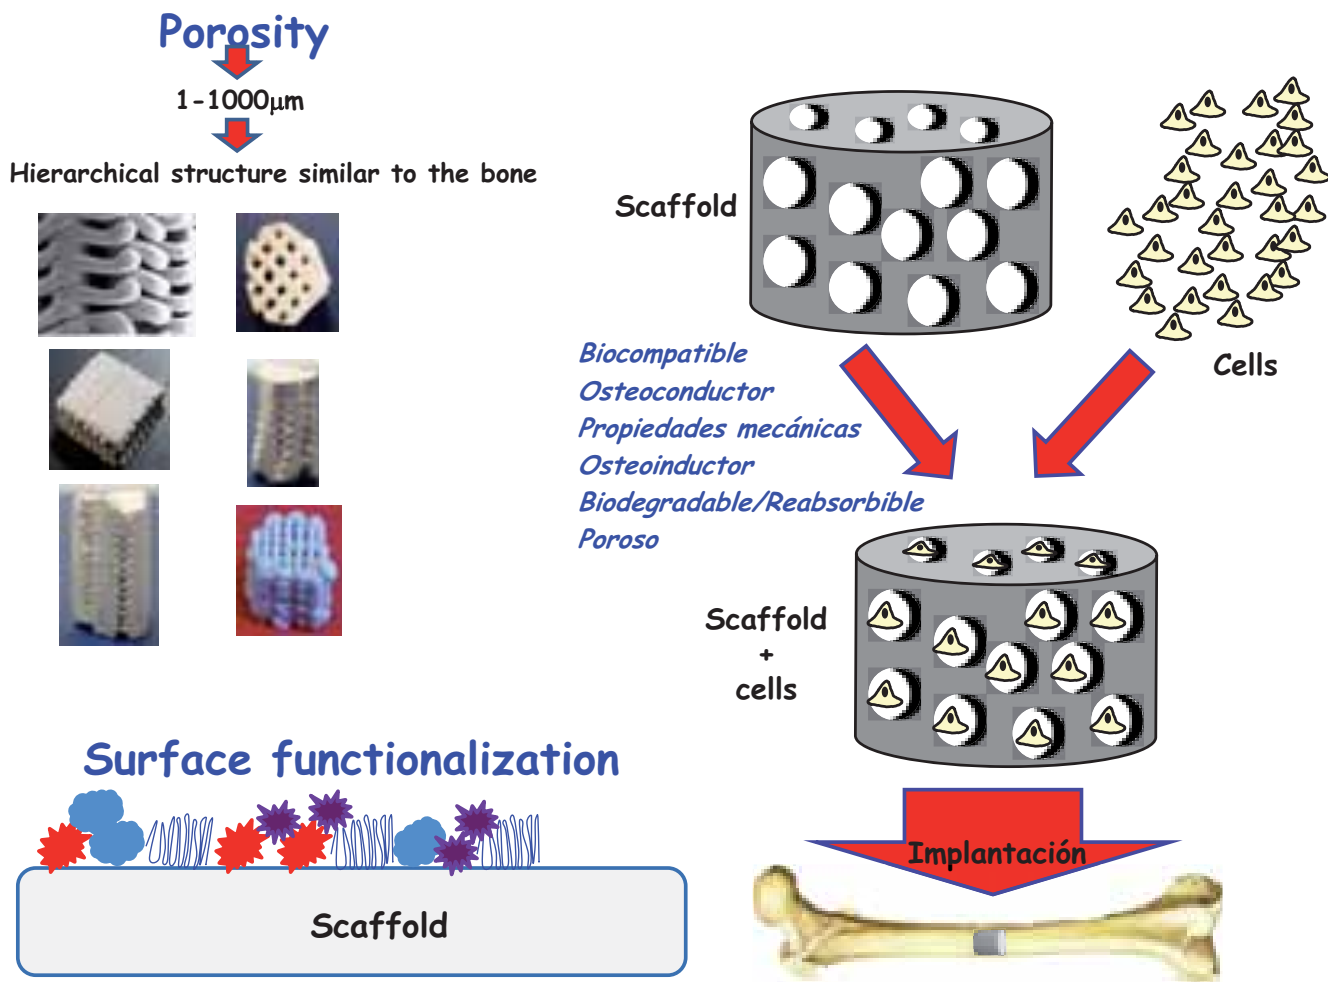 Porosity
1-1000μm
Hierarchical structure similar to the bone
Scaffold
Cells
Biocompatible
Osteoconductor
Propiedades mecánicas
Osteoinductor
Biodegradable/Reabsorbible
Poroso
Scaffold
+
cells
Implantación
Surface functionalization
Scaffold